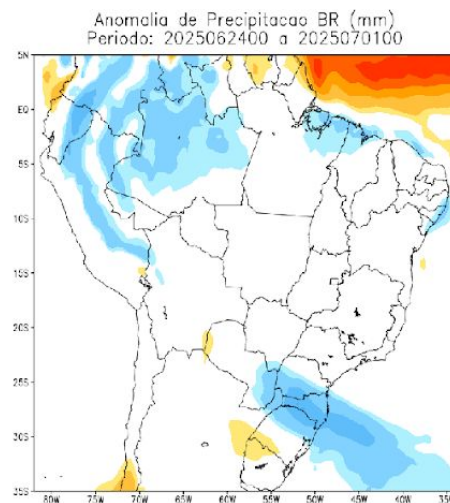 Anomalia de Precipitacao BR (mm)
Periodo: 2025062400 a 2025070100
5N
EQ
5S
10S
15S
20S
25S
30S
35S
80W 75W 70W 65W 60W 55W 50W 45W 40W 35W